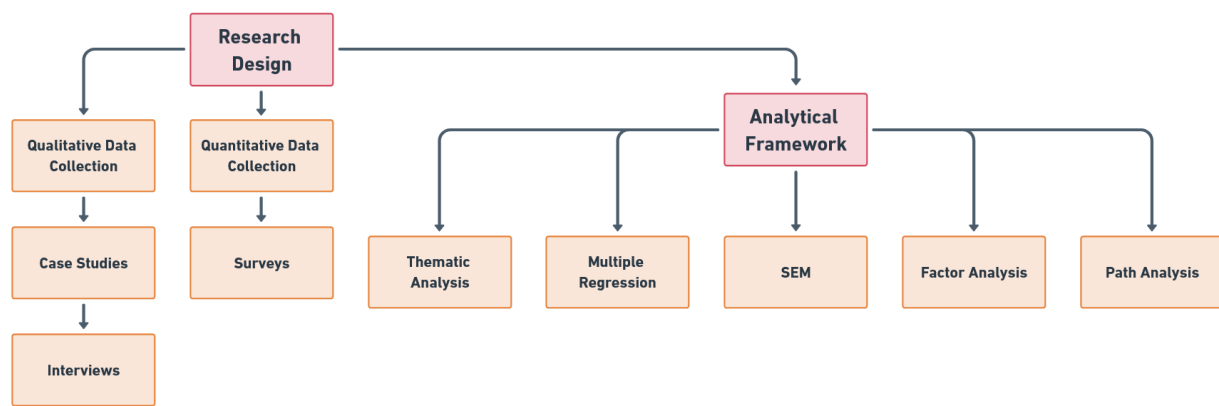 Research
Design
Analytical
Framework
Qualitative Data
Collection
Quantitative Data
Collection
Case Studies
Surveys
Thematic
Analysis
Multiple
Regression
SEM
Factor Analysis
Path Analysis
Interviews